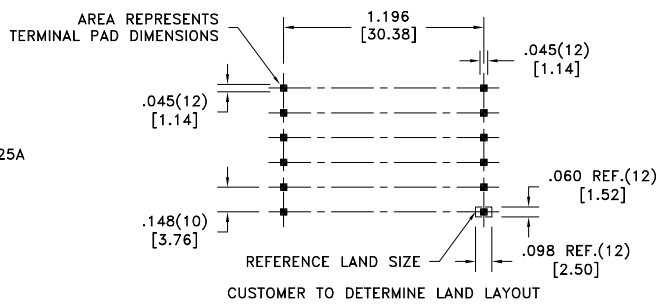 AREA REPRESENTS
TERMINAL PAD DIMENSIONS
1.196
[30.38]
.045(12)
[1.14]
.045(12)
[1.14]
25A
.060 REF.(12)
[1.52]
.148(10)
[3.76]
REFERENCE LAND SIZE
.098 REF.(12)
[2.50]
CUSTOMER TO DETERMINE LAND LAYOUT